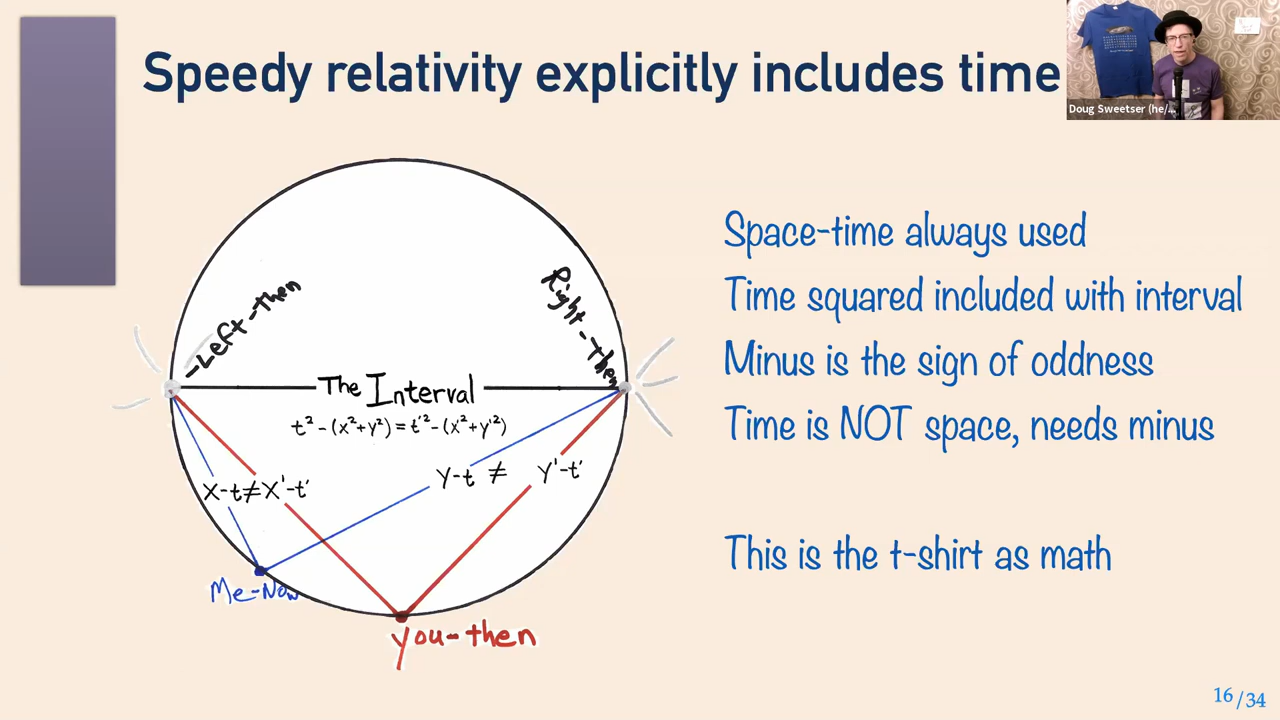 Speedy relativity explicitly includes time
Doug Sweetser (he/...
-Left-then
Right-then
The Interval
t²-(x²+y²)=t'²-(x'²+y'²)
x-t≠x'-t'
y-t ≠ y'-t'
Me-Now
you-then
Space-time always used
Time squared included with interval
Minus is the sign of oddness
Time is NOT space, needs minus
This is the t-shirt as math
16/34